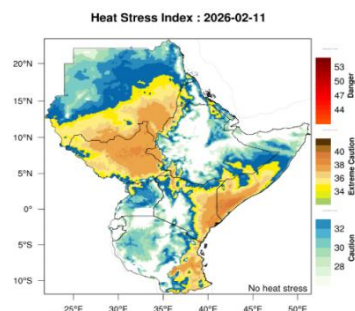 Heat Stress Index : 2026-02-11
20°N
15°N
10°N
5°N
0°
5°S
10°S
25°E
30°E
35°E
40°E
45°E
50°E
No heat stress
53
50
47
44
Danger
40
38
36
34
Extreme Caution
32
30
28
Caution